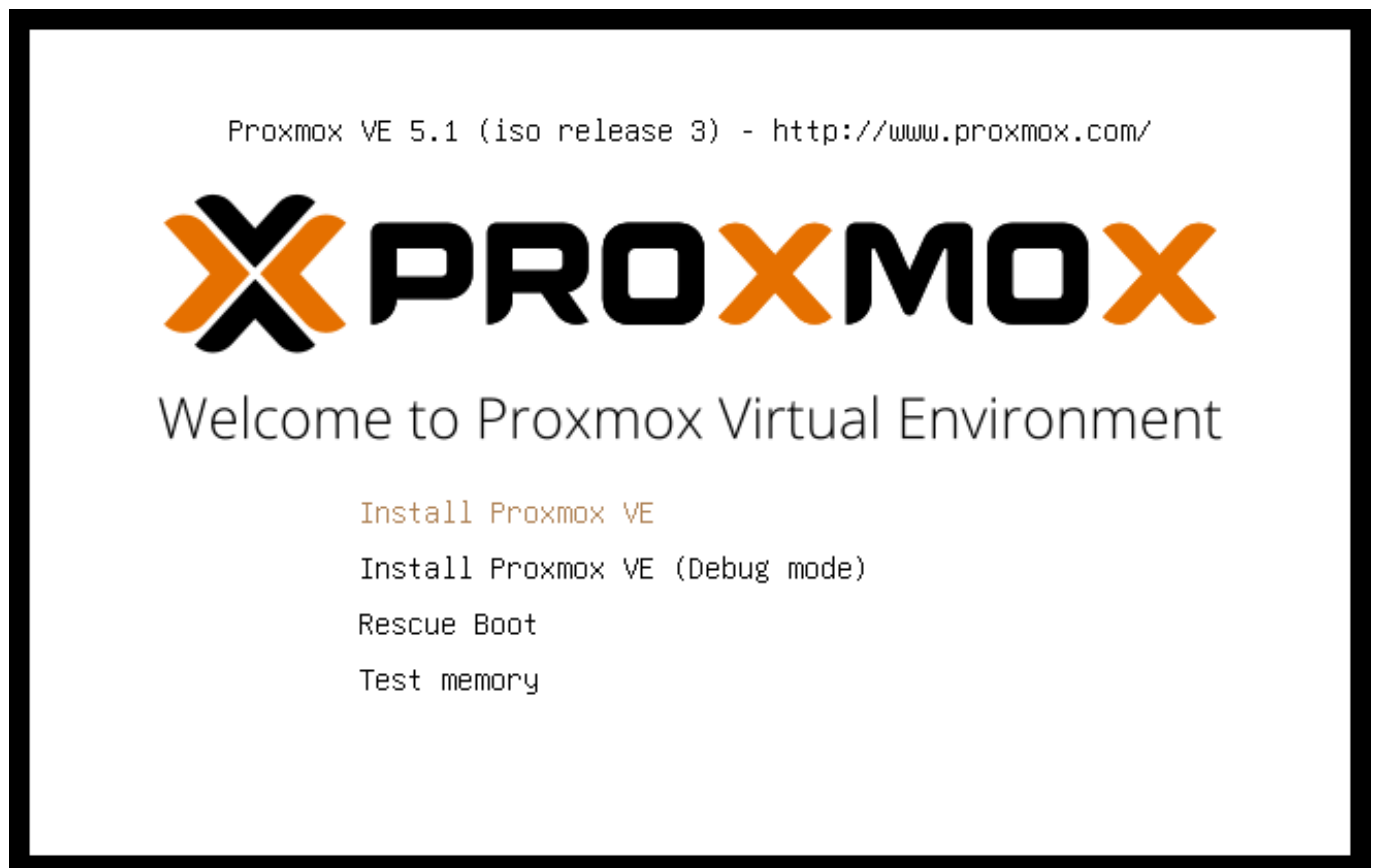 Proxmox VE 5.1 (iso release 3) - http://www.proxmox.com/
PROXMOX
Welcome to Proxmox Virtual Environment
Install Proxmox VE
Install Proxmox VE (Debug mode)
Rescue Boot
Test memory